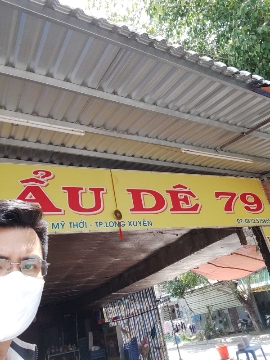 ẨU DÊ 79
MỸ THỚI - TP.LONG XUYÊN